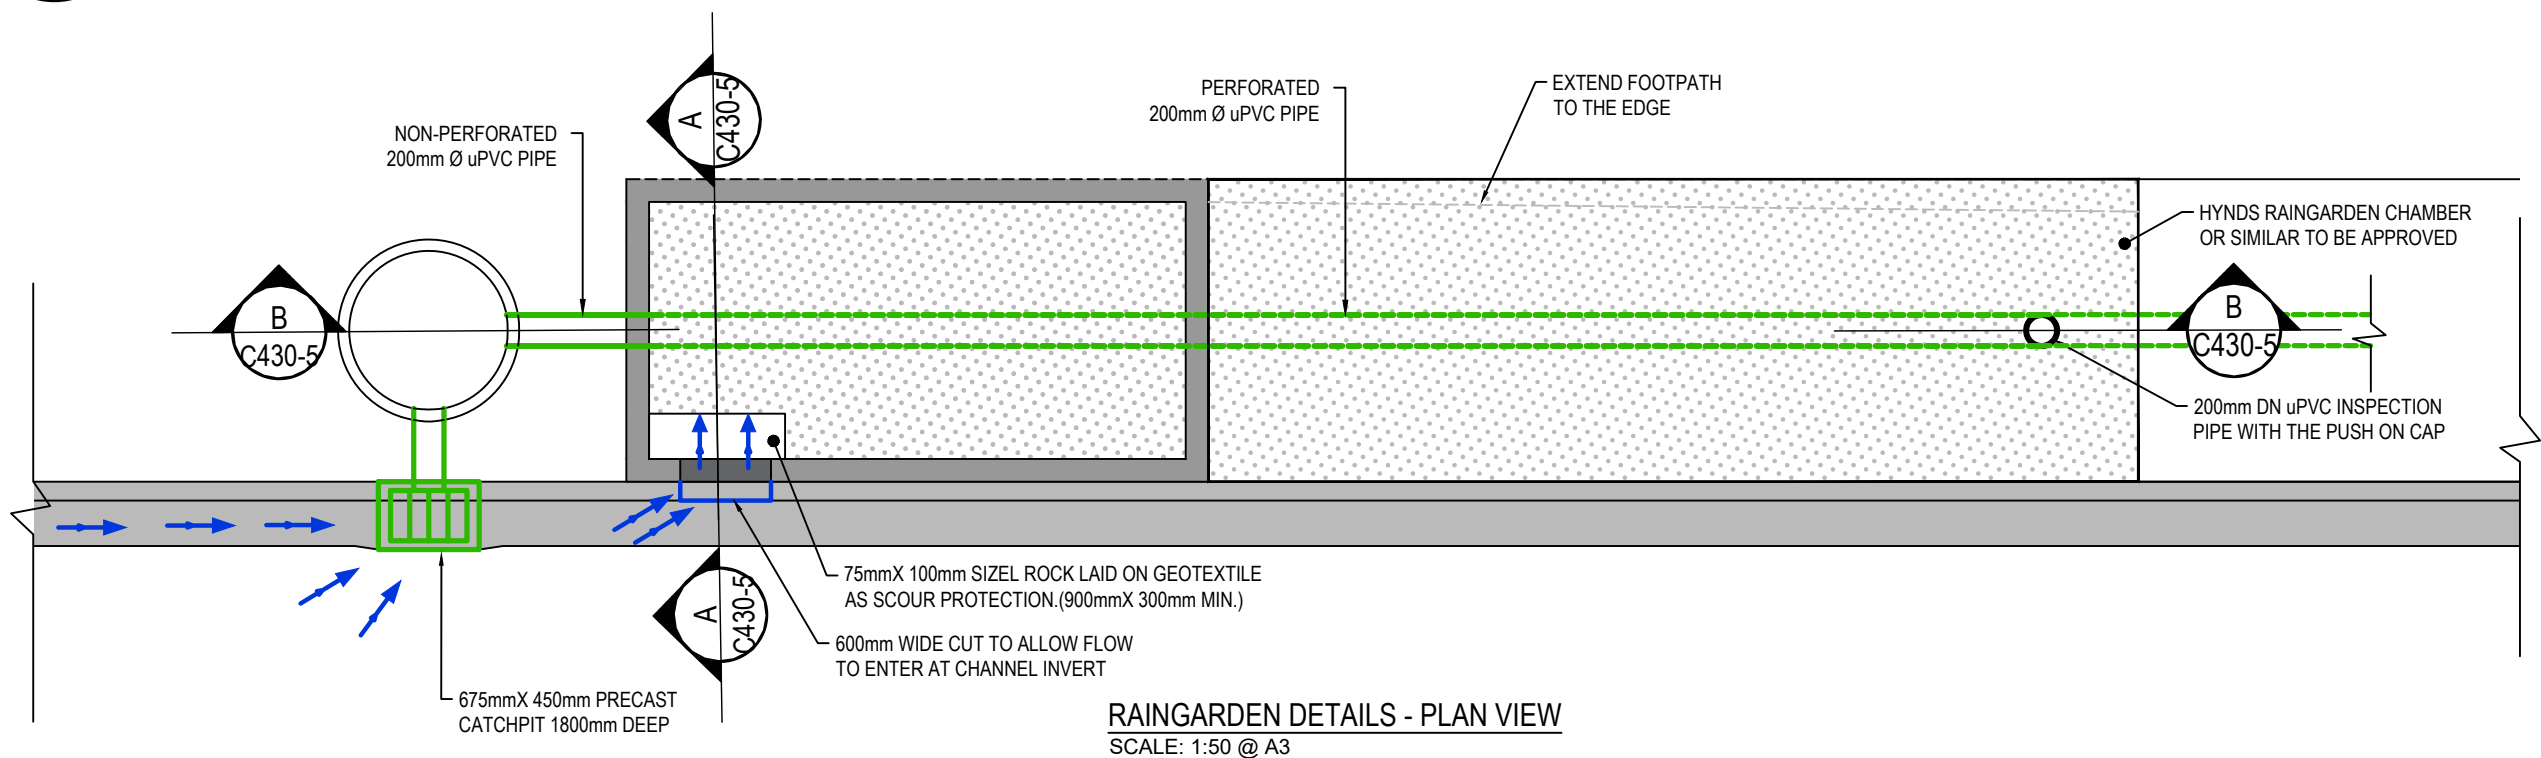 A
C430-5
PERFORATED
200mm Ø uPVC PIPE
EXTEND FOOTPATH
TO THE EDGE
NON-PERFORATED
200mm Ø uPVC PIPE
HYNDS RAINGARDEN CHAMBER
OR SIMILAR TO BE APPROVED
B
C430-5
B
C430-5
200mm DN uPVC INSPECTION
PIPE WITH THE PUSH ON CAP
75mmX 100mm SIZEL ROCK LAID ON GEOTEXTILE
AS SCOUR PROTECTION.(900mmX 300mm MIN.)
A
C430-5
600mm WIDE CUT TO ALLOW FLOW
TO ENTER AT CHANNEL INVERT
675mmX 450mm PRECAST
CATCHPIT 1800mm DEEP
RAINGARDEN DETAILS - PLAN VIEW
SCALE: 1:50 @ A3